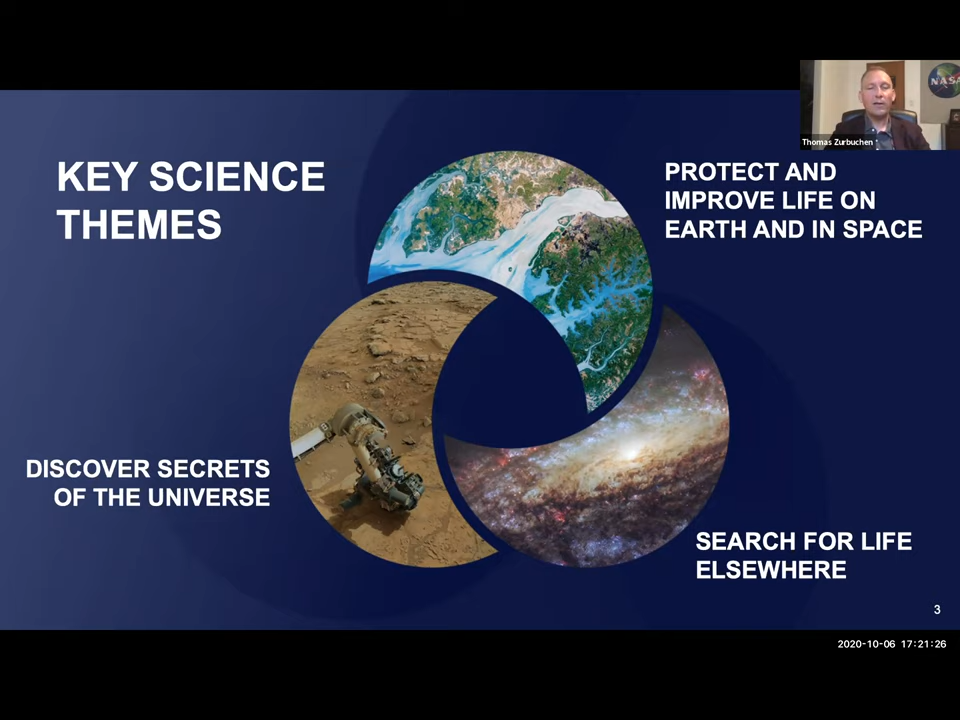 NASA
Thomas Zurbuchen
KEY SCIENCE
THEMES
PROTECT AND
IMPROVE LIFE ON
EARTH AND IN SPACE
DISCOVER SECRETS
OF THE UNIVERSE
SEARCH FOR LIFE
ELSEWHERE
3
2020-10-06 17:21:26